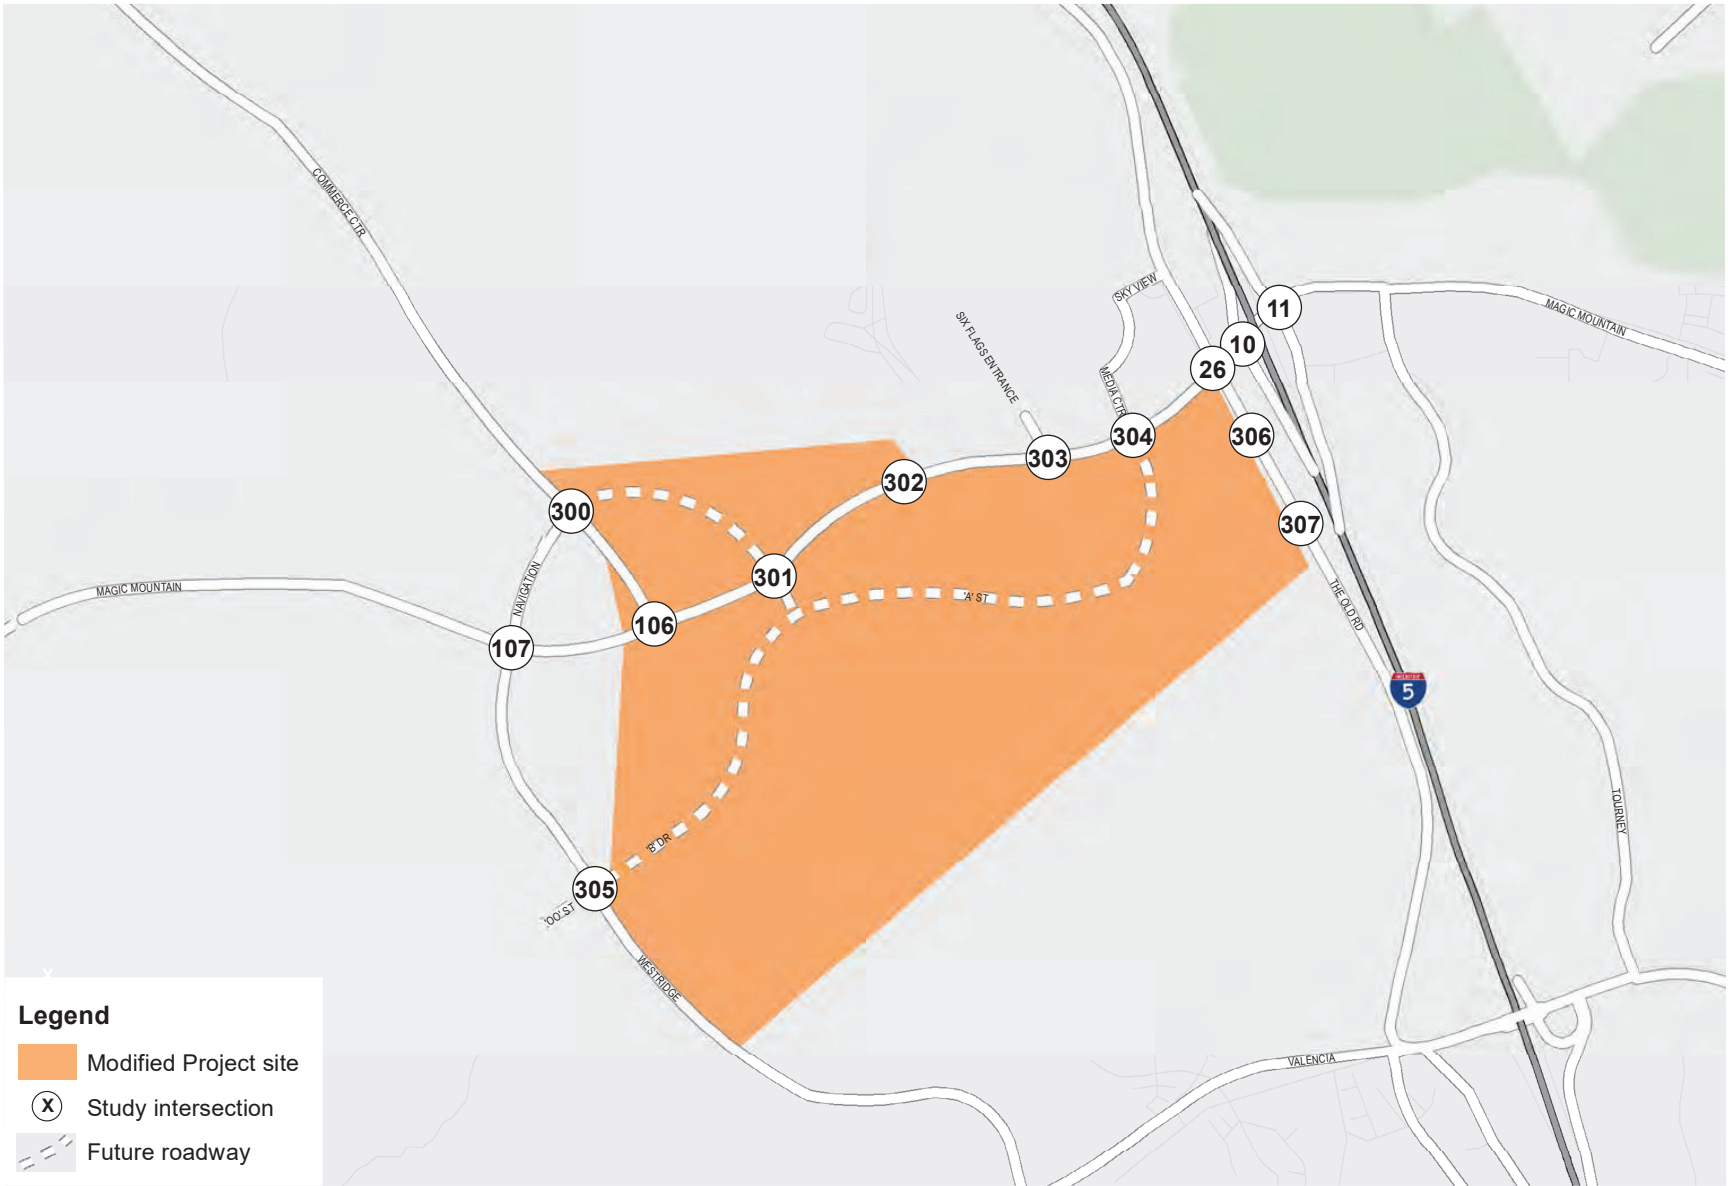 COMMERCE CTR
SKY VIEW
SIX FLAGS ENTRANCE
11
MAGIC MOUNTAIN
10
26
MEDIA CTR
304
306
303
302
300
307
301
NAVIGATION
MAGIC MOUNTAIN
'A' ST
THE OLD RD
106
107
5
TOURNEY
'B' DR
305
'OO' ST
WESTRIDGE
VALENCIA
X
Legend
Modified Project site
X Study intersection
Future roadway